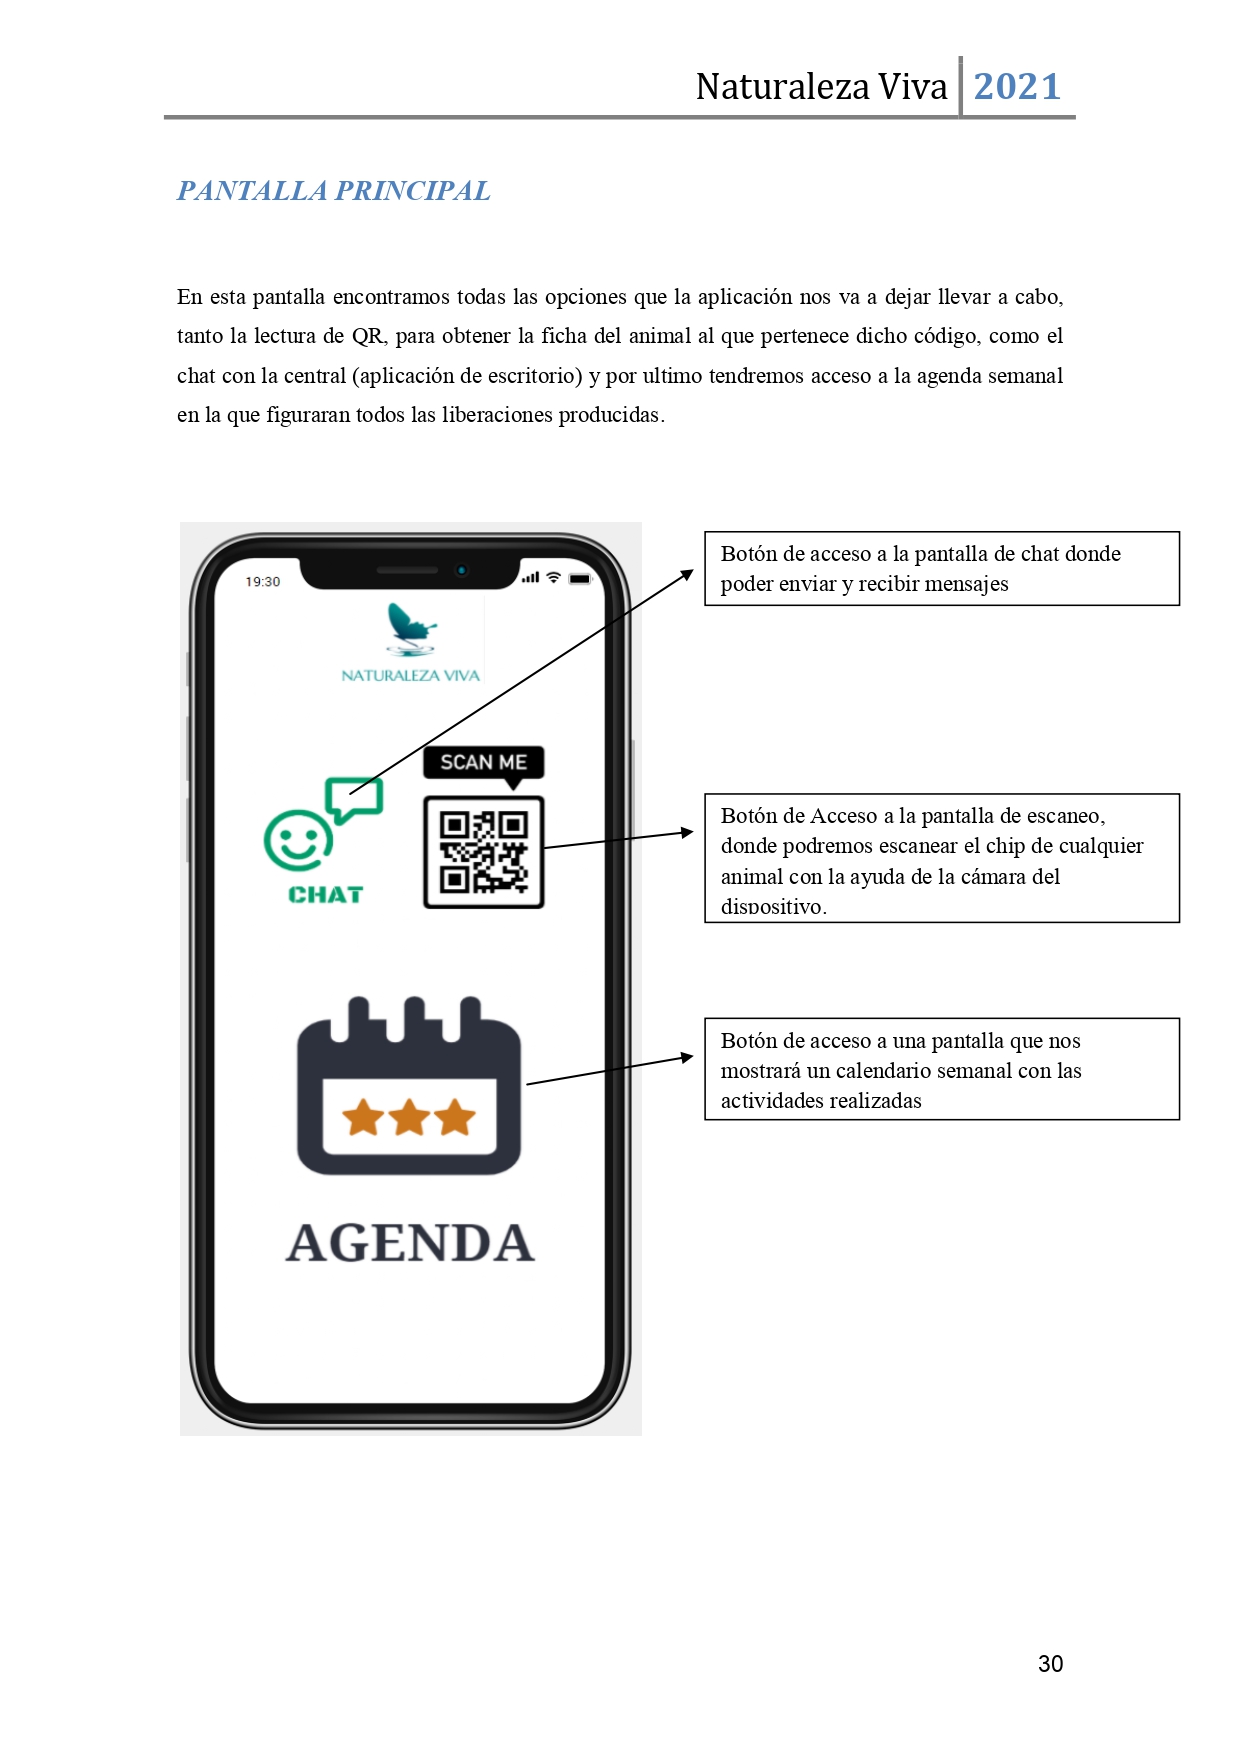 Naturaleza Viva 2021
PANTALLA PRINCIPAL
En esta pantalla encontramos todas las opciones que la aplicación nos va a dejar llevar a cabo,
tanto la lectura de QR, para obtener la ficha del animal al que pertenece dicho código, como el
chat con la central (aplicación de escritorio) y por ultimo tendremos acceso a la agenda semanal
en la que figuraran todos las liberaciones producidas.
19:30
NATURALEZA VIVA
Botón de acceso a la pantalla de chat donde
poder enviar y recibir mensajes
SCAN ME
CHAT
Botón de Acceso a la pantalla de escaneo,
donde podremos escanear el chip de cualquier
animal con la ayuda de la cámara del
dispositivo.
Botón de acceso a una pantalla que nos
mostrará un calendario semanal con las
actividades realizadas
AGENDA
30